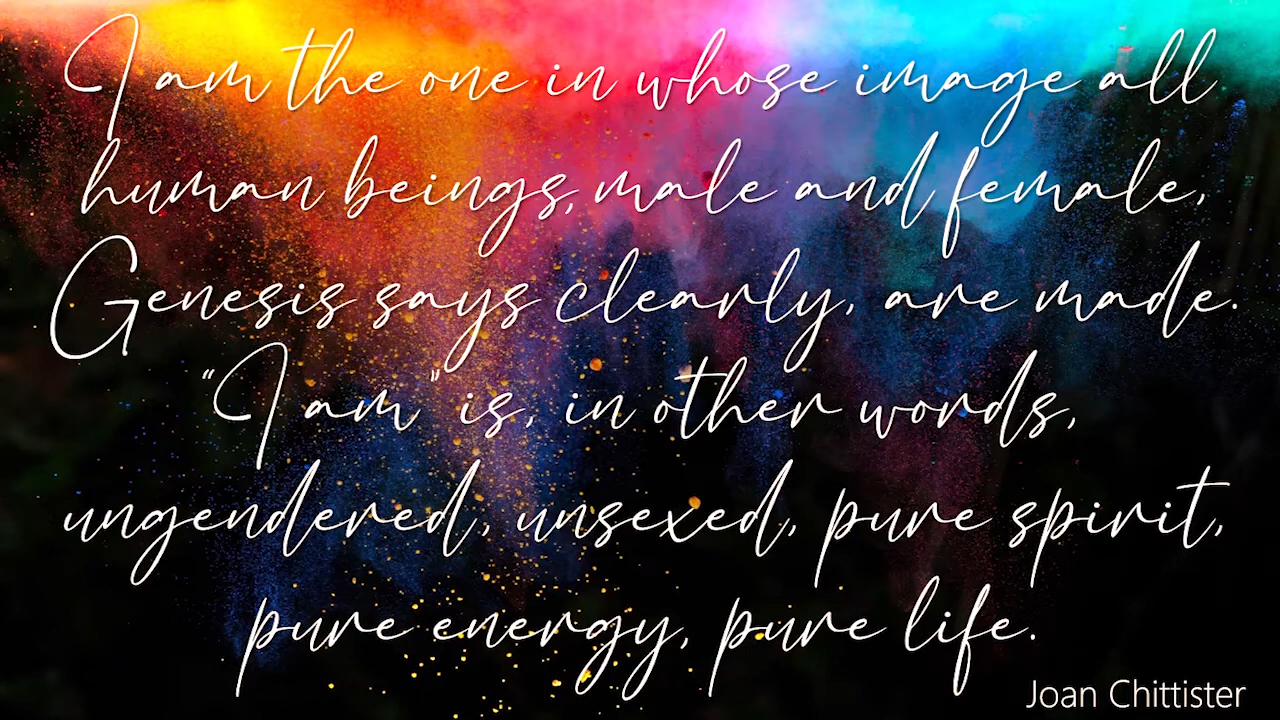 I am the one in whose image all
human beings, male and female,
Genesis says clearly, are made.
“I am” is, in other words,
ungendered, unsexed, pure spirit,
pure energy, pure life.
Joan Chittister